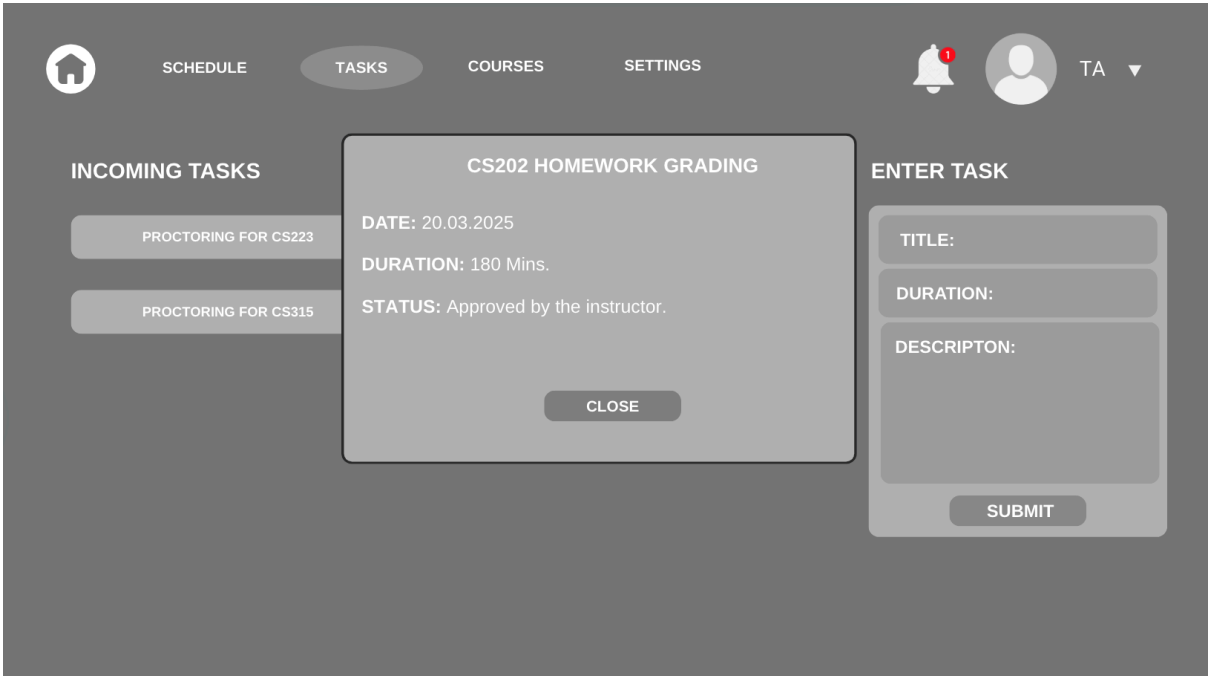 SCHEDULE
TASKS
COURSES
SETTINGS
1
TA
INCOMING TASKS
PROCTORING FOR CS223
PROCTORING FOR CS315
CS202 HOMEWORK GRADING
DATE: 20.03.2025
DURATION: 180 Mins.
STATUS: Approved by the instructor.
CLOSE
ENTER TASK
TITLE:
DURATION:
DESCRIPTON:
SUBMIT